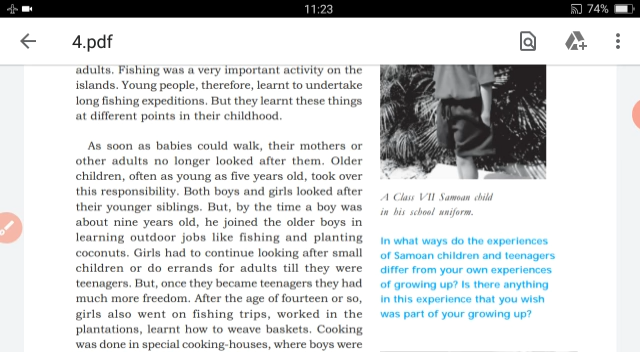 11:23
74%
4.pdf
adults. Fishing was a very important activity on the
islands. Young people, therefore, learnt to undertake
long fishing expeditions. But they learnt these things
at different points in their childhood.
As soon as babies could walk, their mothers or
other adults no longer looked after them. Older
children, often as young as five years old, took over
this responsibility. Both boys and girls looked after
their younger siblings. But, by the time a boy was
about nine years old, he joined the older boys in
learning outdoor jobs like fishing and planting
coconuts. Girls had to continue looking after small
children or do errands for adults till they were
teenagers. But, once they became teenagers they had
much more freedom. After the age of fourteen or so,
girls also went on fishing trips, worked in the
plantations, learnt how to weave baskets. Cooking
was done in special cooking-houses, where boys were
A Class VII Samoan child
in his school uniform.
In what ways do the experiences
of Samoan children and teenagers
differ from your own experiences
of growing up? Is there anything
in this experience that you wish
was part of your growing up?